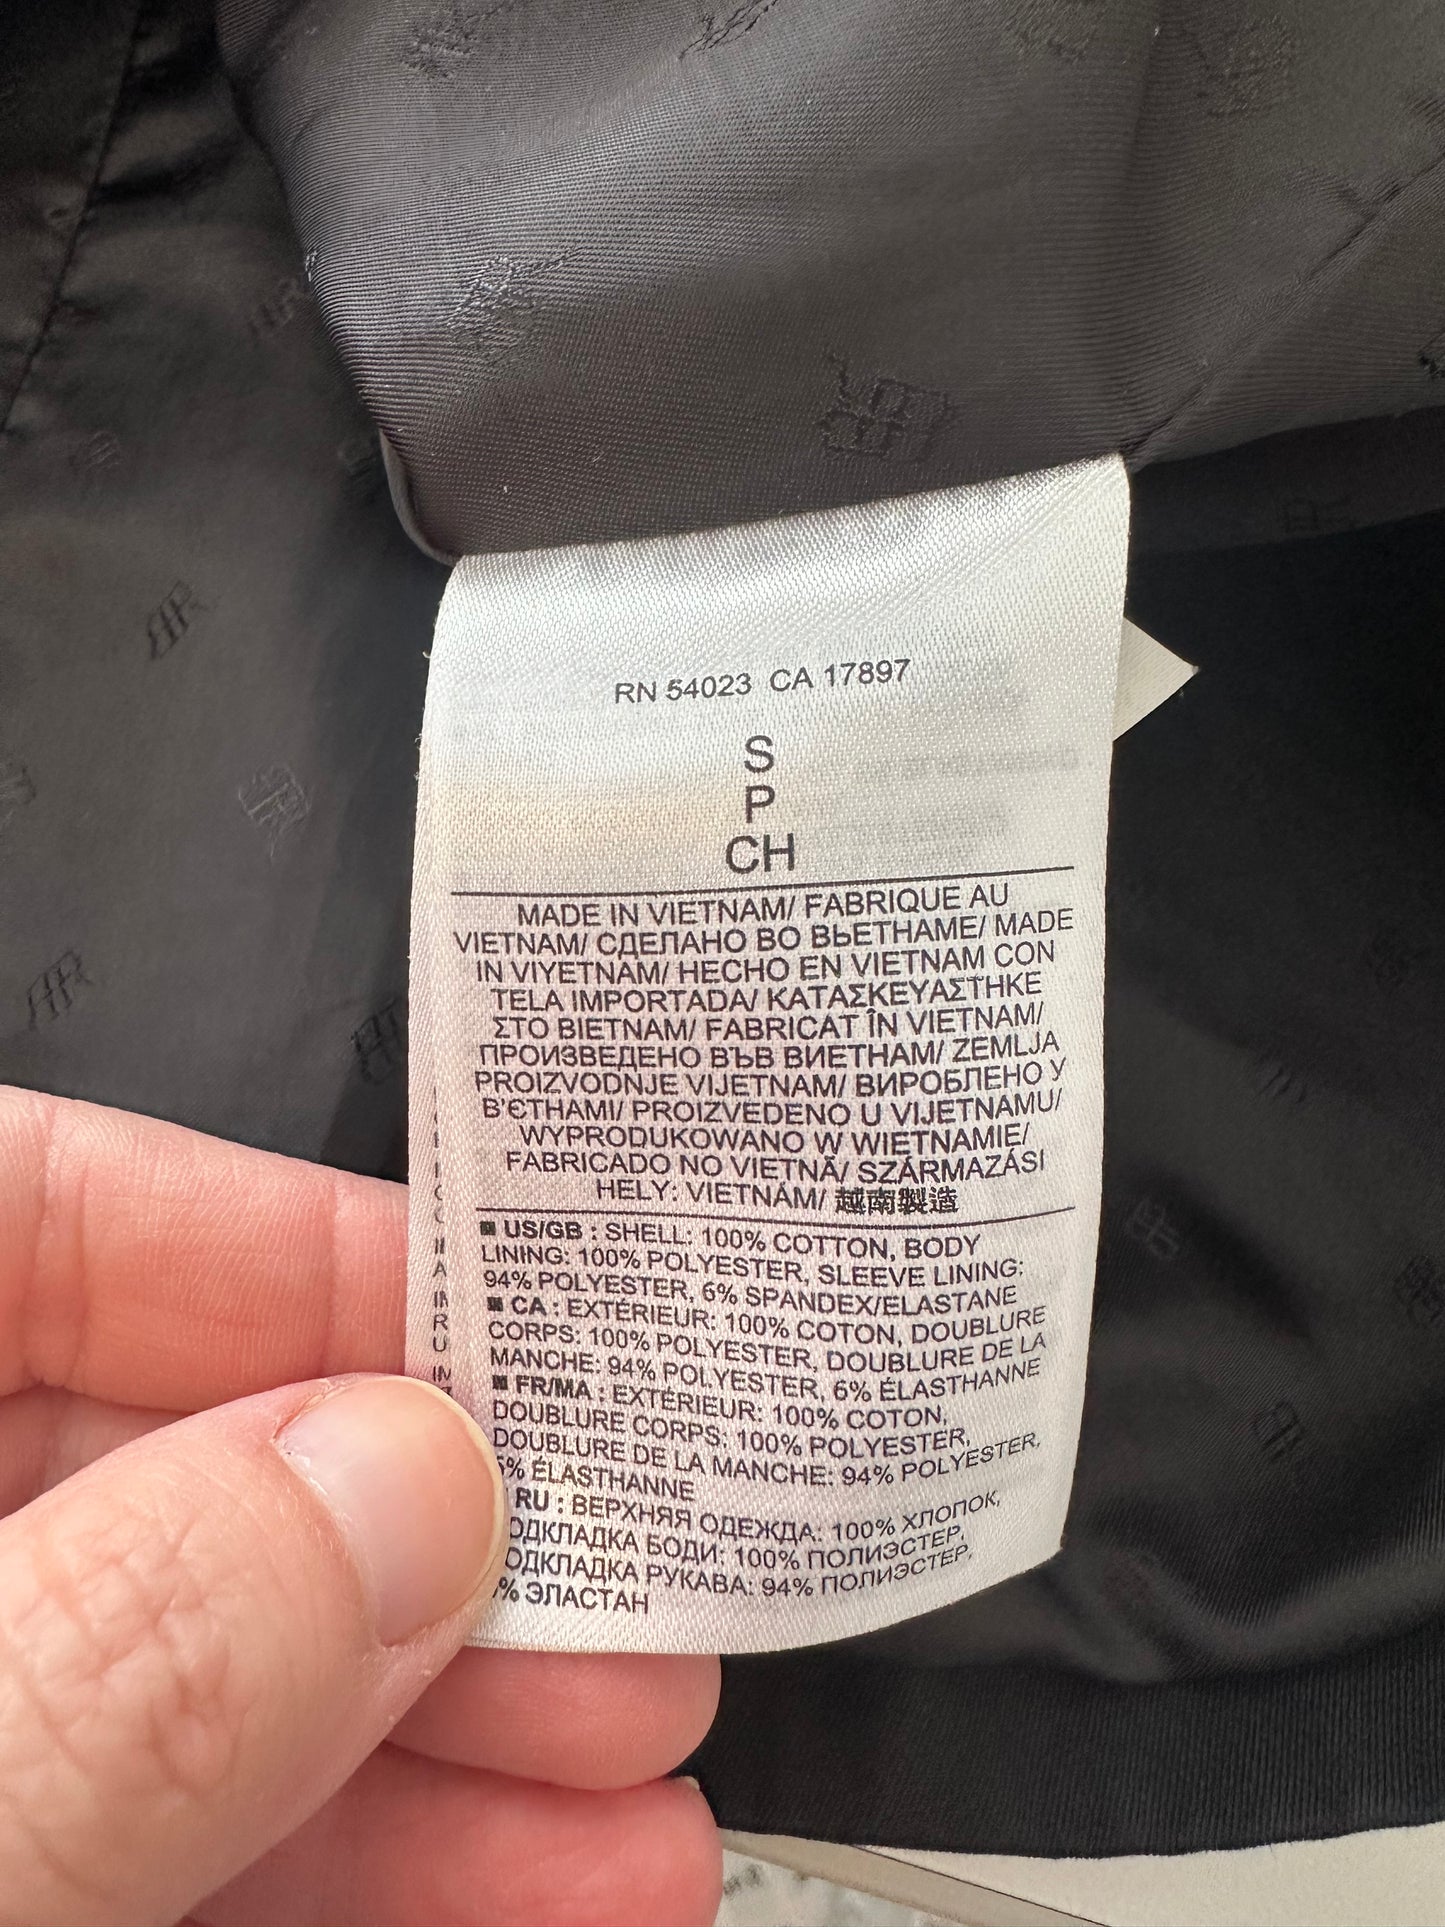 RN 54023 CA 17897
S
P
CH
MADE IN VIETNAM/ FABRIQUE AU
VIETNAM/ СДЕЛАНО ВО ВЬЕТНАМЕ/ MADE
IN VIYETNAM/ HECHO EN VIETNAM CON
TELA IMPORTADA/ ΚΑΤΑΣΚΕΥΑΣΤΗΚΕ
ΣΤΟ ΒΙΕΤΝΑΜ/ FABRICAT ÎN VIETNAM/
ПРОИЗВЕДЕНО ВЪВ ВИЕТНАМ/ ZEMLJA
PROIZVODNJE VIJETNAM/ ВИРОБЛЕНО У
В'ЄТНАМІ/ PROIZVEDENO U VIJETNAMU/
WYPRODUKOWANO W WIETNAMIE/
FABRICADO NO VIETNÃ/ SZÁRMAZÁSI
HELY: VIETNÁM/ 越南製造
US/GB : SHELL: 100% COTTON, BODY
LINING: 100% POLYESTER, SLEEVE LINING:
94% POLYESTER, 6% SPANDEX/ELASTANE
CA : EXTÉRIEUR: 100% COTON, DOUBLURE
CORPS: 100% POLYESTER, DOUBLURE DE LA
MANCHE: 94% POLYESTER, 6% ÉLASTHANNE
FR/MA : EXTÉRIEUR: 100% COTON,
DOUBLURE CORPS: 100% POLYESTER,
DOUBLURE DE LA MANCHE: 94% POLYESTER,
6% ÉLASTHANNE
RU : ВЕРХНЯЯ ОДЕЖДА: 100% ХЛОПОК,
ОДКЛАДКА БОДИ: 100% ПОЛИЭСТЕР,
ОДКЛАДКА РУКАВА: 94% ПОЛИЭСТЕР,
% ЭЛАСТАН